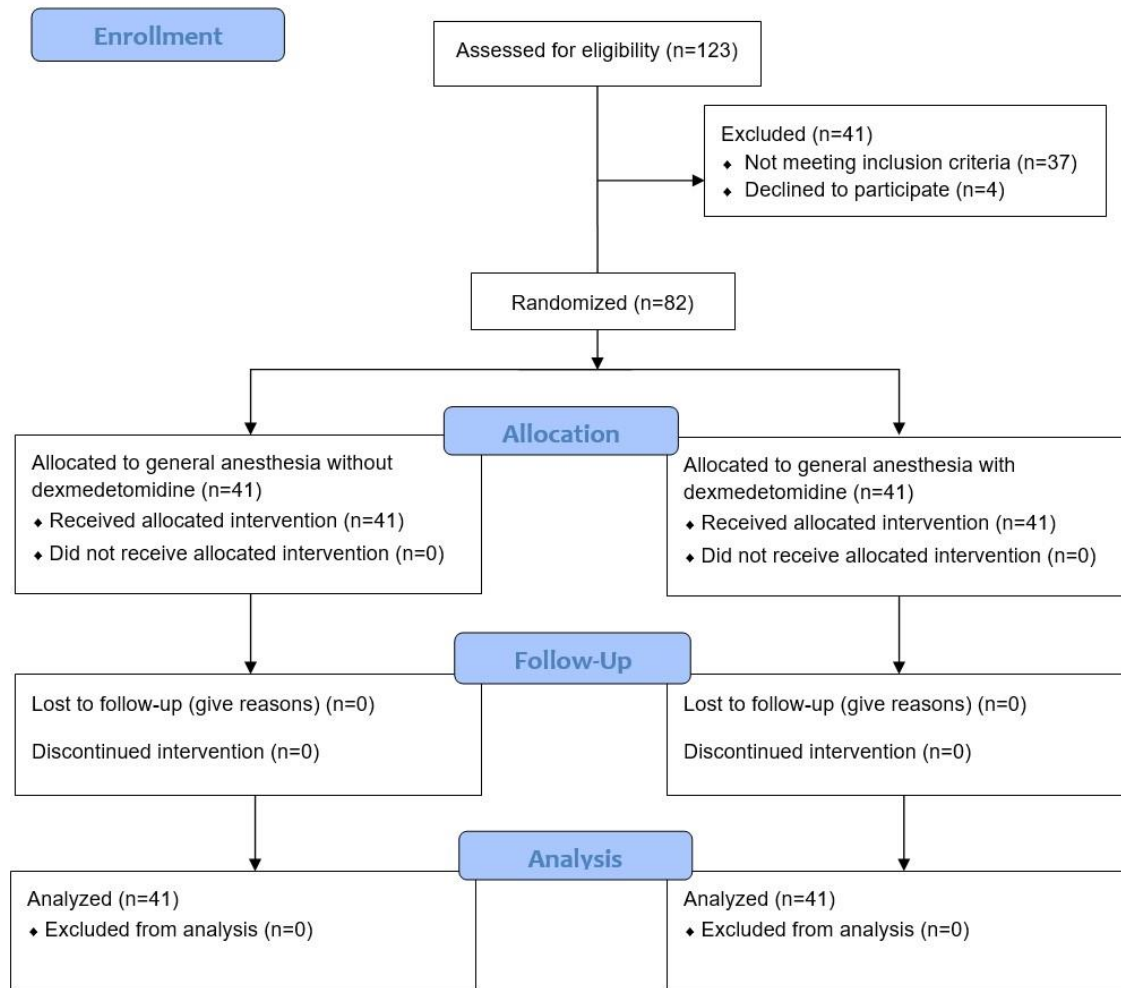 Enrollment
Assessed for eligibility (n=123)
Excluded (n=41)
⬥ Not meeting inclusion criteria (n=37)
⬥ Declined to participate (n=4)
Randomized (n=82)
Allocation
Allocated to general anesthesia without
dexmedetomidine (n=41)
⬥ Received allocated intervention (n=41)
⬥ Did not receive allocated intervention (n=0)
Allocated to general anesthesia with
dexmedetomidine (n=41)
⬥ Received allocated intervention (n=41)
⬥ Did not receive allocated intervention (n=0)
Follow-Up
Lost to follow-up (give reasons) (n=0)
Discontinued intervention (n=0)
Lost to follow-up (give reasons) (n=0)
Discontinued intervention (n=0)
Analysis
Analyzed (n=41)
⬥ Excluded from analysis (n=0)
Analyzed (n=41)
⬥ Excluded from analysis (n=0)